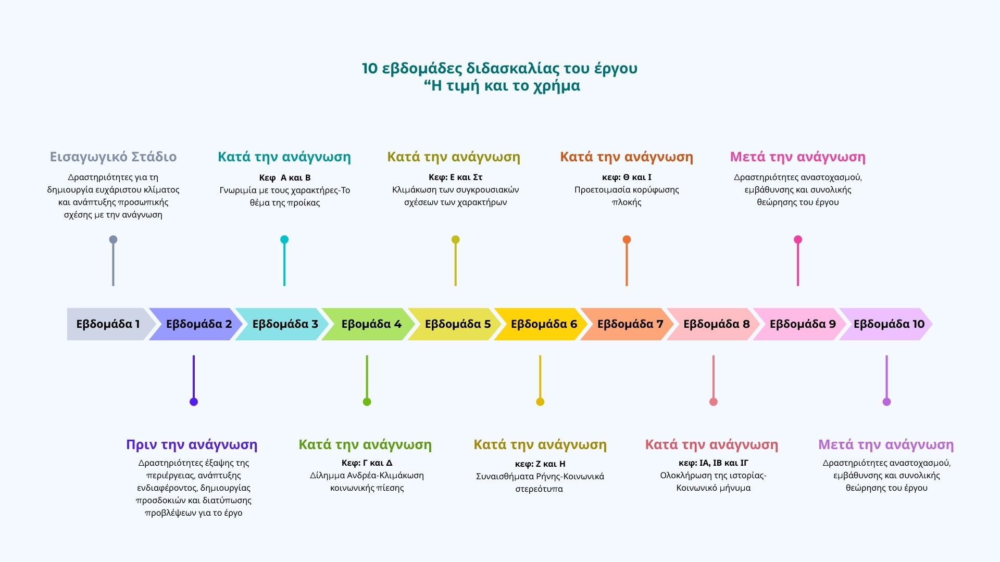 10 εβδομάδες διδασκαλίας του έργου
“Η τιμή και το χρήμα
Εισαγωγικό Στάδιο
Δραστηριότητες για τη
δημιουργία ευχάριστου κλίματος
και ανάπτυξης προσωπικής
σχέσης με την ανάγνωση
Κατά την ανάγνωση
Κεφ  Α και Β
Γνωριμία με τους χαρακτήρες-Το
θέμα της προίκας
Κατά την ανάγνωση
Κεφ: Ε και Στ
Κλιμάκωση των συγκρουσιακών
σχέσεων των χαρακτήρων
Κατά την ανάγνωση
κεφ: Θ και Ι
Προετοιμασία κορύφωσης
πλοκής
Μετά την ανάγνωση
Δραστηριότητες αναστοχασμού,
εμβάθυνσης και συνολικής
θεώρησης του έργου
Εβδομάδα 1
Εβδομάδα 2
Εβδομάδα 3
Εβομάδα 4
Εβδομάδα 5
Εβδομάδα 6
Εβδομάδα 7
Εβδομάδα 8
Εβδομάδα 9
Εβδομάδα 10
Πριν την ανάγνωση
Δραστηριότητες έξαψης της
περιέργειας, ανάπτυξης
ενδιαφέροντος, δημιουργίας
προσδοκιών και διατύπωσης
προβλέψεων για το έργο
Κατά την ανάγνωση
Κεφ: Γ και Δ
Δίλημμα Ανδρέα-Κλιμάκωση
κοινωνικής πίεσης
Κατά την ανάγνωση
κεφ: Ζ και Η
Συναισθήματα Ρήνης-Κοινωνικά
στερεότυπα
Κατά την ανάγνωση
κεφ: ΙΑ, ΙΒ και ΙΓ
Ολοκλήρωση της ιστορίας-
Κοινωνικό μήνυμα
Μετά την ανάγνωση
Δραστηριότητες αναστοχασμού,
εμβάθυνσης και συνολικής
θεώρησης του έργου